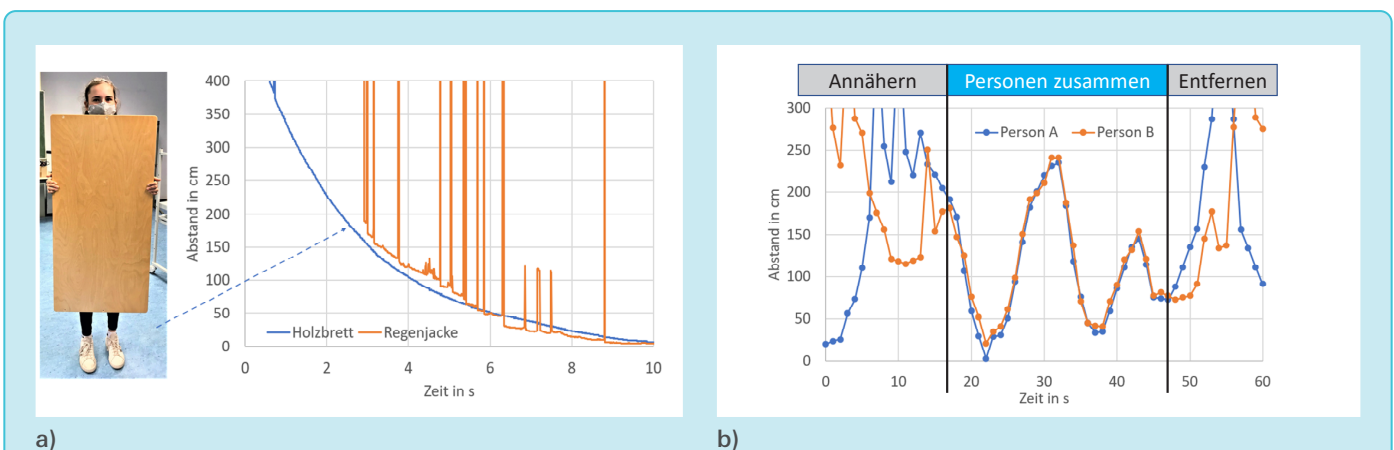 400
350
300
250
200
150
100
50
0
Abstand in cm
Holzbrett
Regenjacke
0 2 4 6 8 10
Zeit in s
a)
Annähern
Personen zusammen
Entfernen
300
250
200
150
100
50
0
Abstand in cm
Person A
Person B
0 10 20 30 40 50 60
Zeit in s
b)